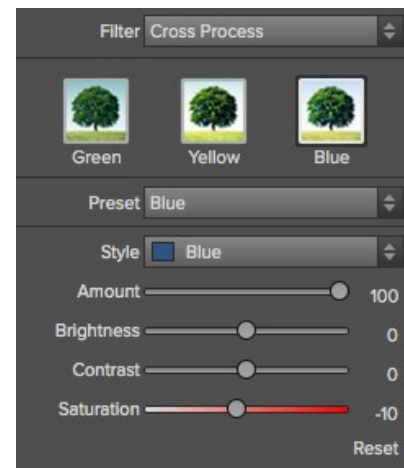 Filter Cross Process
Green Yellow Blue
Preset Blue
Style Blue
Amount 100
Brightness 0
Contrast 0
Saturation -10
Reset